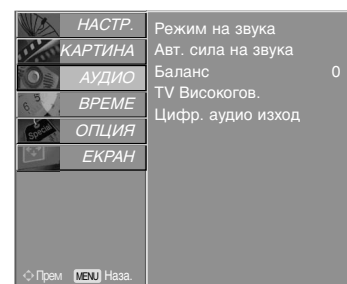 НАСТР.
КАРТИНА
АУДИО
ВРЕМЕ
ОПЦИЯ
ЕКРАН
Режим на звука
Авт. сила на звука
Баланс 0
TV Високогов.
Цифр. аудио изход
Прем MENU Наза.